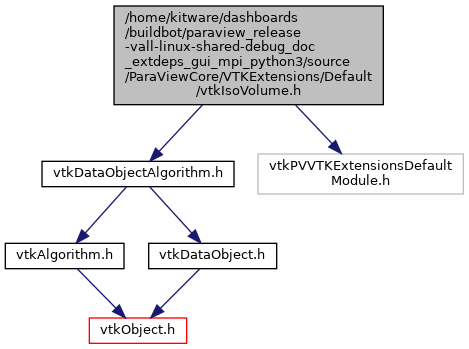 /home/kitware/dashboards
/buildbot/paraview_release
-vall-linux-shared-debug_doc
_extdeps_gui_mpi_python3/source
/ParaViewCore/VTKExtensions/Default
/vtkIsoVolume.h
vtkDataObjectAlgorithm.h
vtkPVVTKExtensionsDefault
Module.h
vtkAlgorithm.h
vtkDataObject.h
vtkObject.h